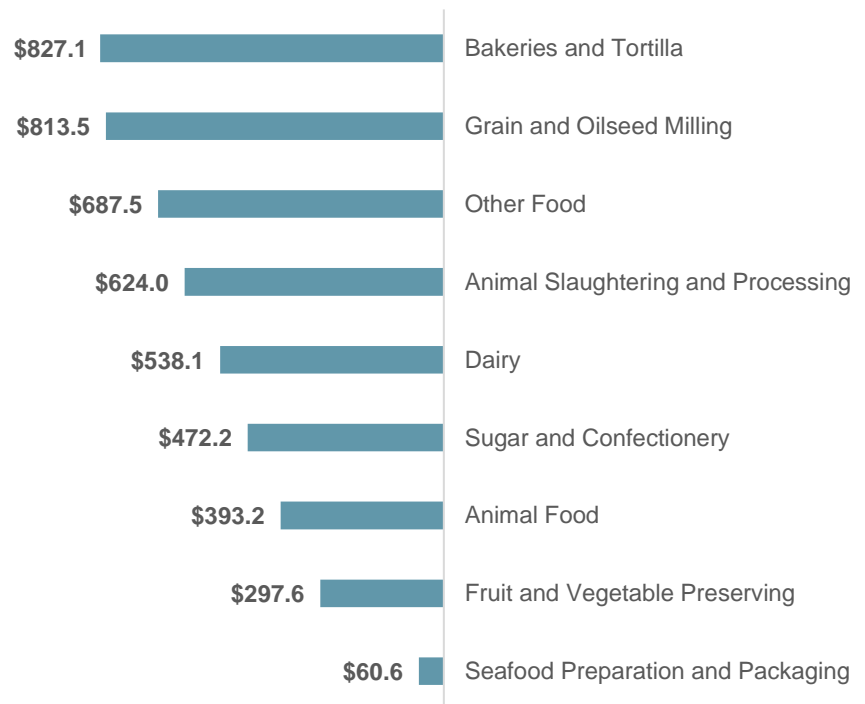 $827.1 Bakeries and Tortilla
$813.5 Grain and Oilseed Milling
$687.5 Other Food
$624.0 Animal Slaughtering and Processing
$538.1 Dairy
$472.2 Sugar and Confectionery
$393.2 Animal Food
$297.6 Fruit and Vegetable Preserving
$60.6 Seafood Preparation and Packaging